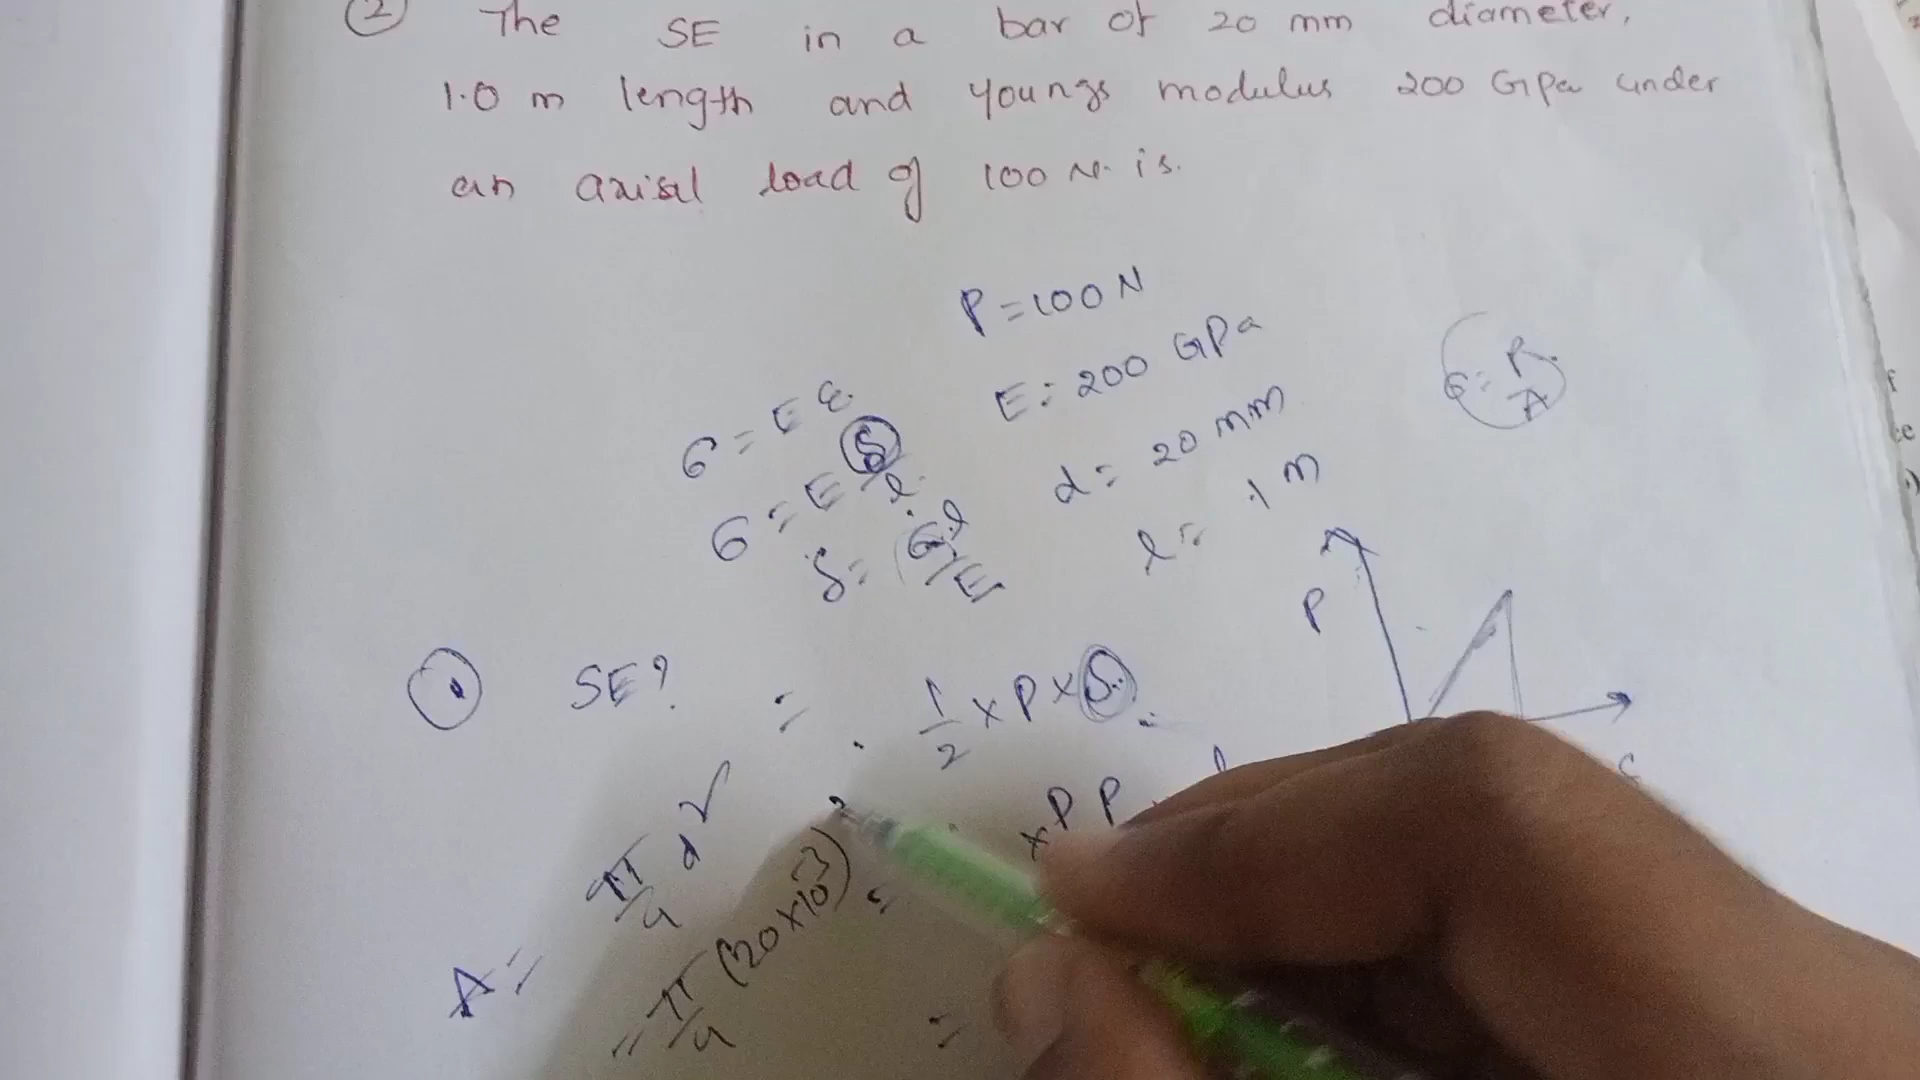 ② The SE in a bar of 20 mm diameter,
1.0 m length and youngs modulus 200 GPa under
an axial load of 100 N. is.
P = 100 N
E = 200 GPa
d = 20 mm
l = 1 m
σ = P/A
σ = E ε
σ = E δ/l
δ = σ.l/E
P
① SE? = 1/2 × P × δ
× P P
A = π/4 d²
= π/4 (20×10⁻³)²
=
=